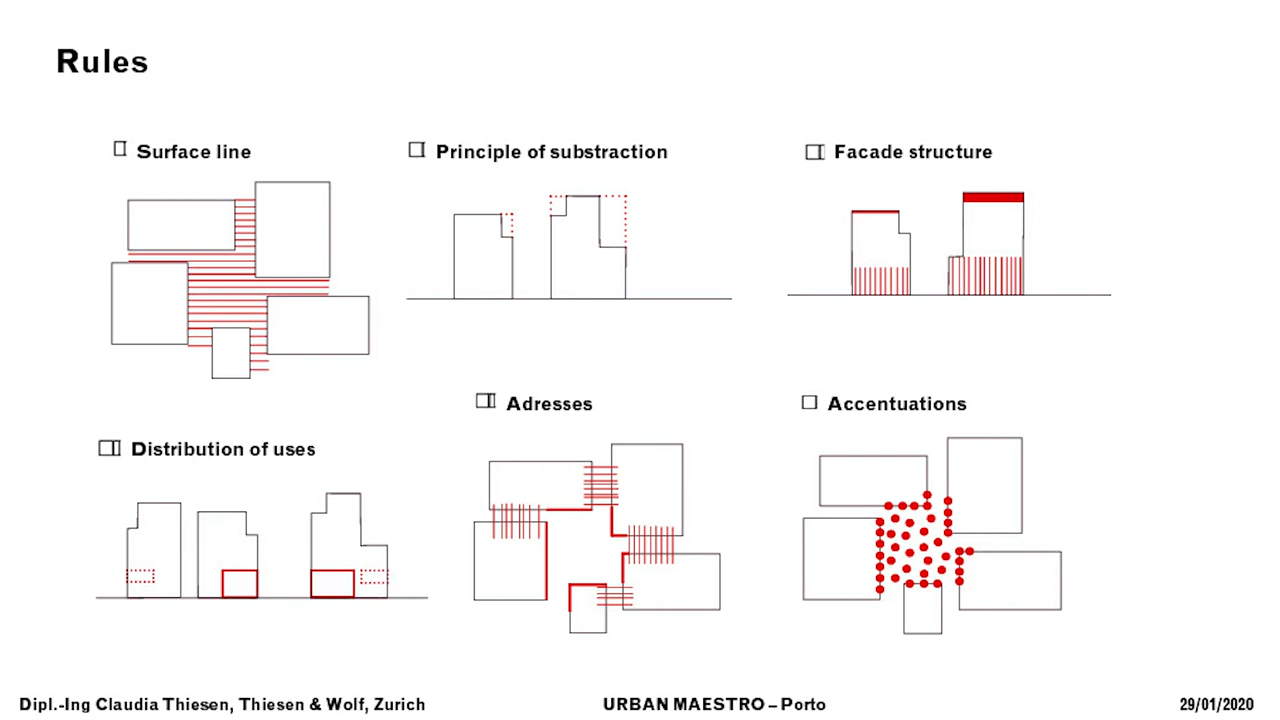 Rules
Surface line
Principle of substraction
Facade structure
Adresses
Accentuations
Distribution of uses
Dipl.-Ing Claudia Thiesen, Thiesen & Wolf, Zurich
URBAN MAESTRO – Porto
29/01/2020